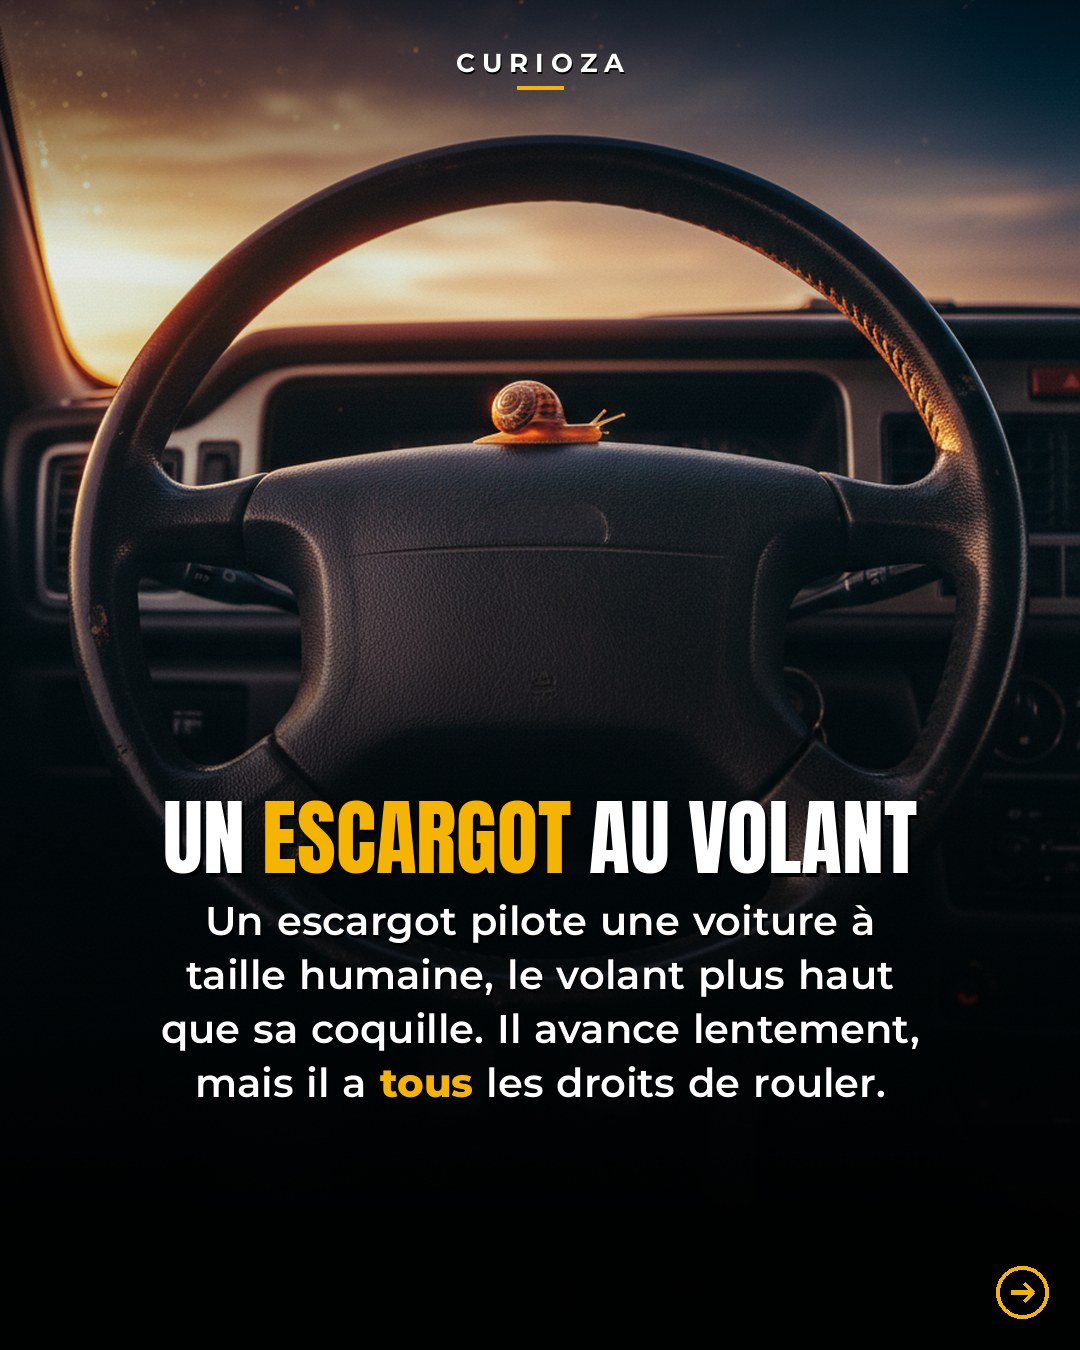 CURIOZA
UN ESCARGOT AU VOLANT
Un escargot pilote une voiture à
taille humaine, le volant plus haut
que sa coquille. Il avance lentement,
mais il a tous les droits de rouler.